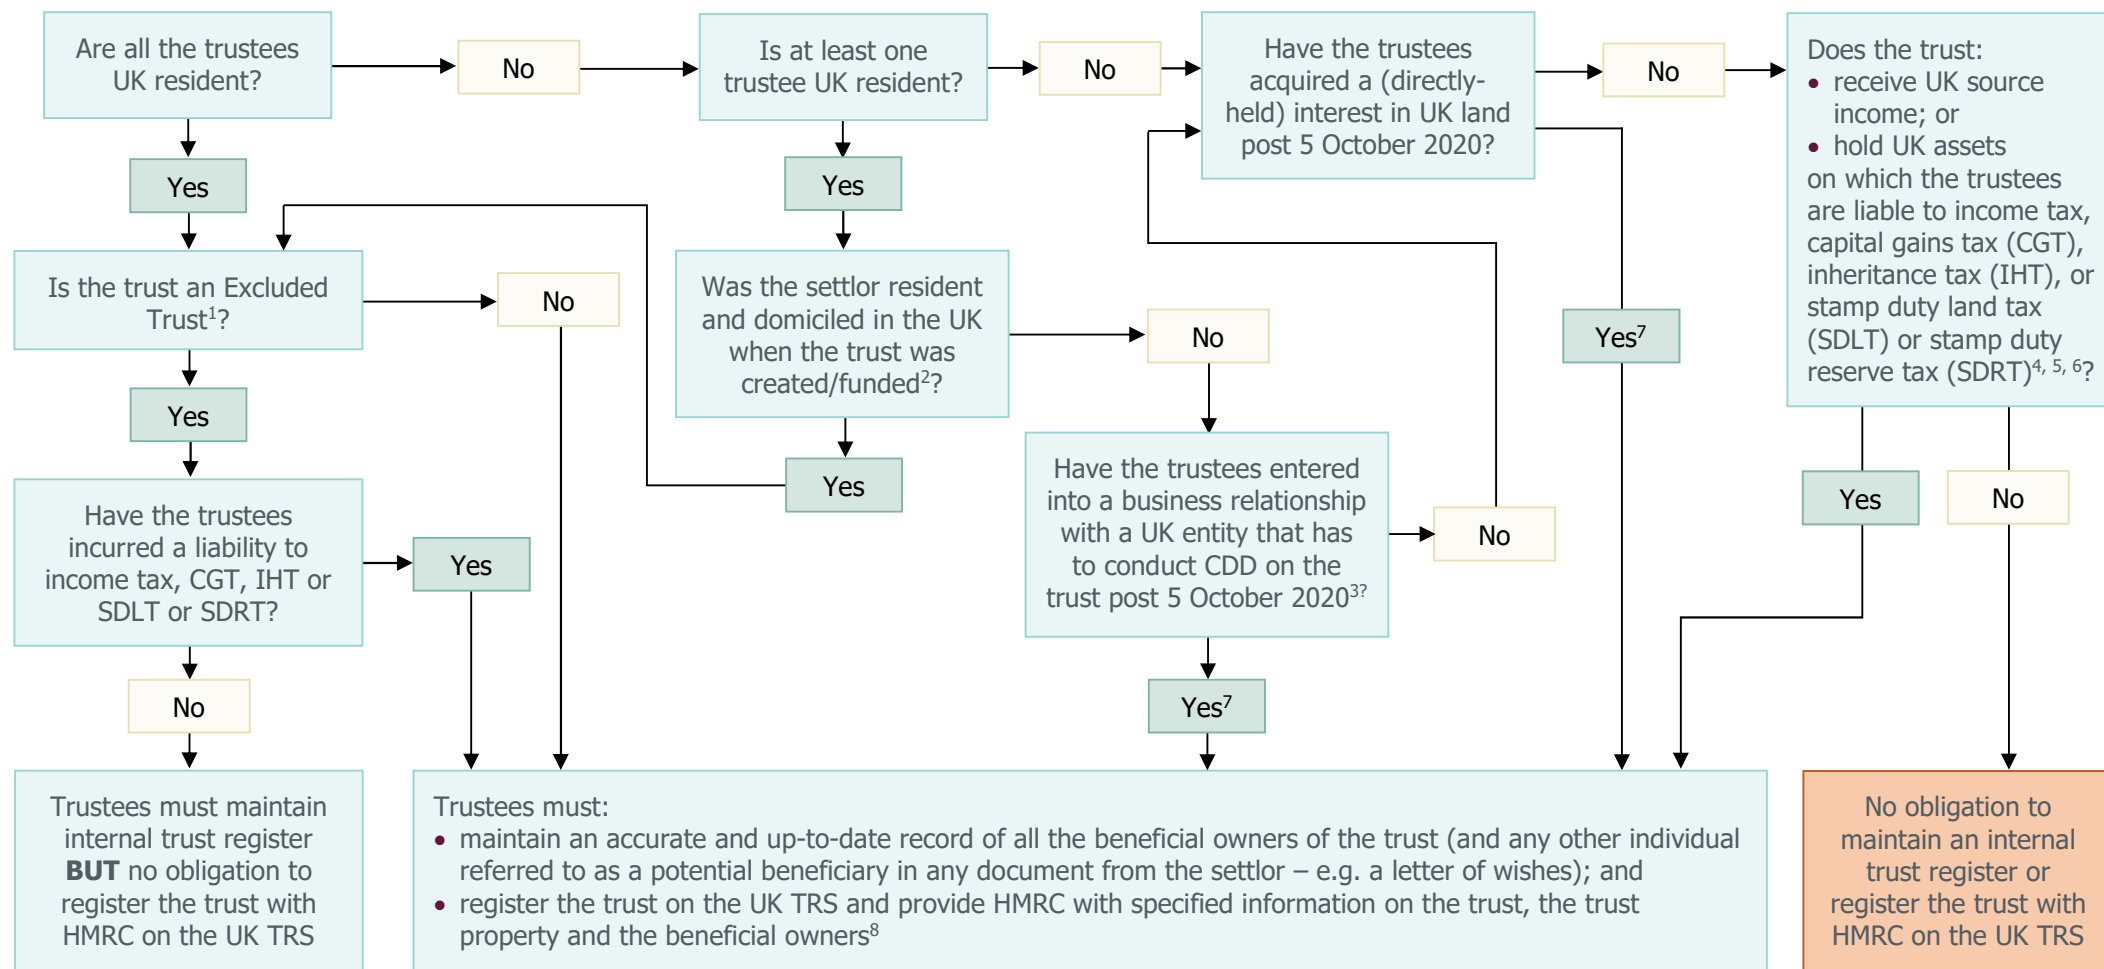 Are all the trustees
UK resident?
No
Is at least one
trustee UK resident?
No
Have the trustees
acquired a (directly-
held) interest in UK land
post 5 October 2020?
No
Does the trust:
• receive UK source
income; or
• hold UK assets
on which the trustees
are liable to income tax,
capital gains tax (CGT),
inheritance tax (IHT), or
stamp duty land tax
(SDLT) or stamp duty
reserve tax (SDRT)4, 5, 6?
Yes
Yes
Is the trust an Excluded
Trust1?
No
Was the settlor resident
and domiciled in the UK
when the trust was
created/funded2?
No
Yes7
Yes
Yes
Have the trustees entered
into a business relationship
with a UK entity that has
to conduct CDD on the
trust post 5 October 20203?
No
Yes
No
Have the trustees
incurred a liability to
income tax, CGT, IHT or
SDLT or SDRT?
Yes
No
Yes7
Trustees must maintain
internal trust register
BUT no obligation to
register the trust with
HMRC on the UK TRS
Trustees must:
• maintain an accurate and up-to-date record of all the beneficial owners of the trust (and any other individual
referred to as a potential beneficiary in any document from the settlor – e.g. a letter of wishes); and
• register the trust on the UK TRS and provide HMRC with specified information on the trust, the trust
property and the beneficial owners8
No obligation to
maintain an internal
trust register or
register the trust with
HMRC on the UK TRS